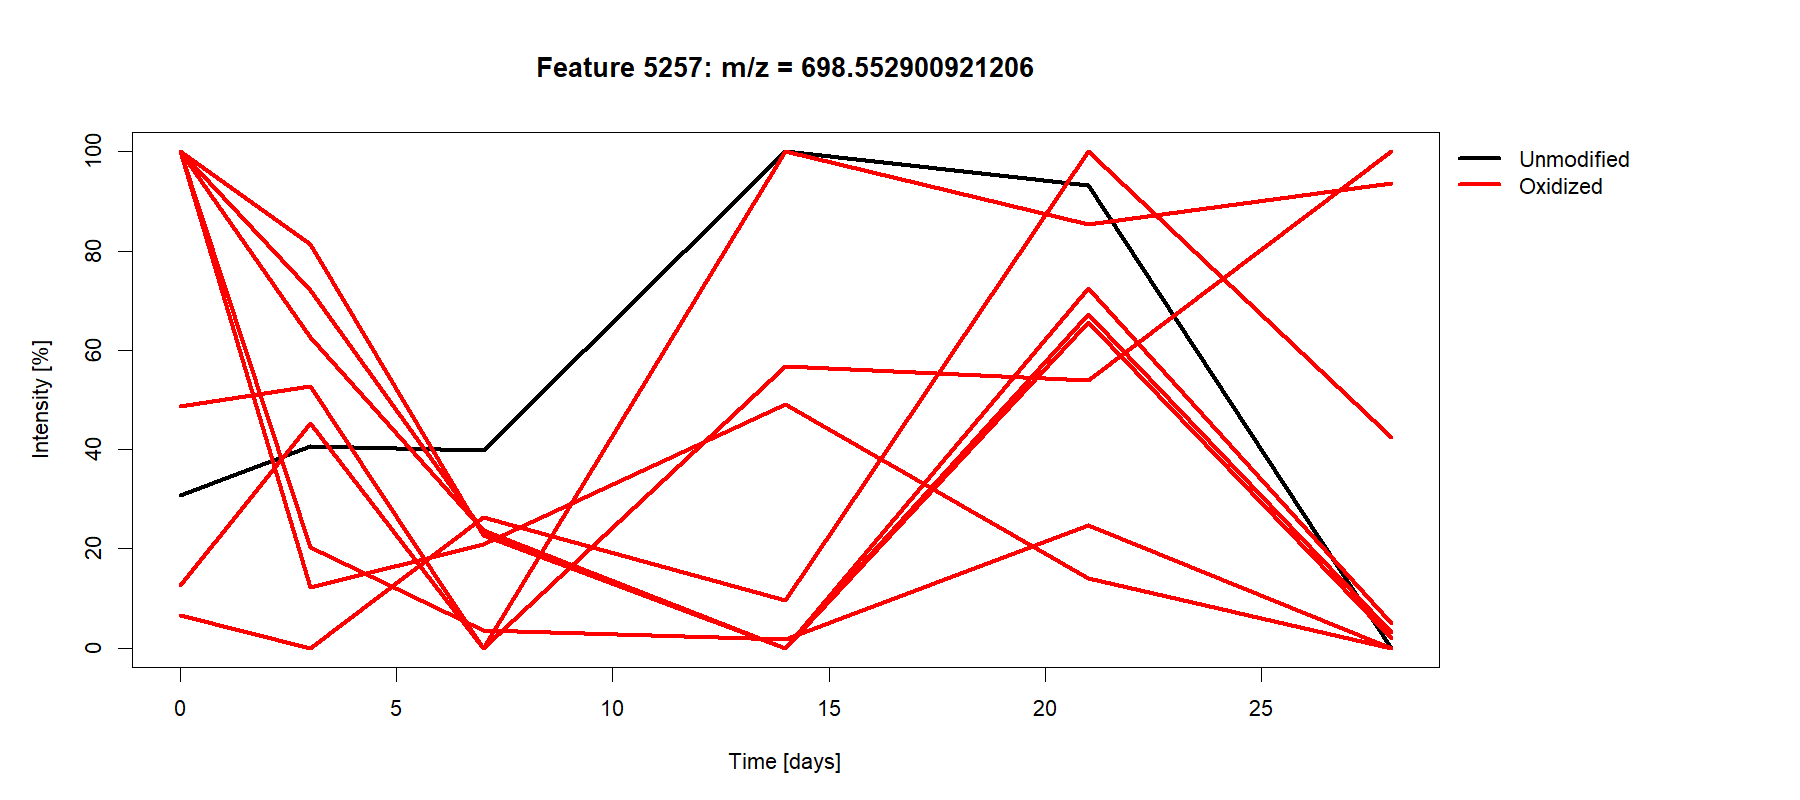 Feature 5257: m/z = 698.552900921206
Unmodified
Oxidized
Intensity [%]
100
80
60
40
20
0
0 5 10 15 20 25
Time [days]